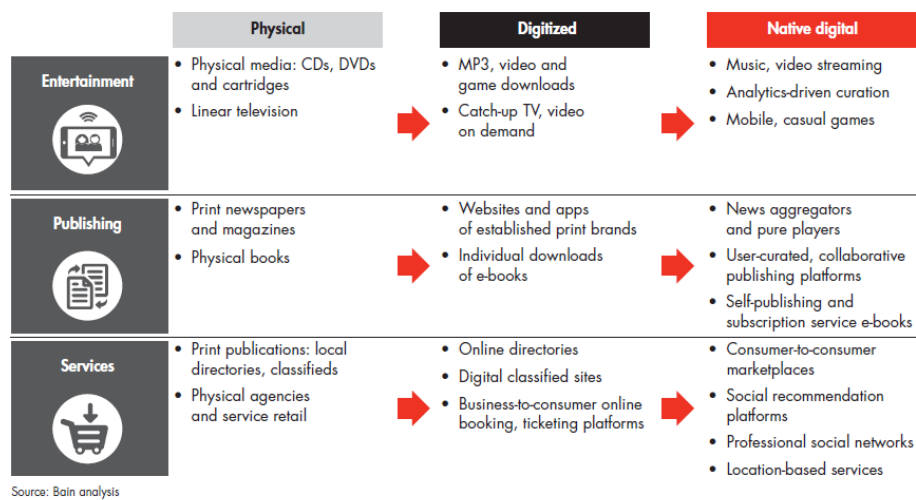 Physical
Digitized
Native digital
Entertainment
• Physical media: CDs, DVDs
and cartridges
• Linear television
• MP3, video and
game downloads
• Catch-up TV, video
on demand
• Music, video streaming
• Analytics-driven curation
• Mobile, casual games
Publishing
• Print newspapers
and magazines
• Physical books
• Websites and apps
of established print brands
• Individual downloads
of e-books
• News aggregators
and pure players
• User-curated, collaborative
publishing platforms
• Self-publishing and
subscription service e-books
Services
• Print publications: local
directories, classifieds
• Physical agencies
and service retail
• Online directories
• Digital classified sites
• Business-to-consumer online
booking, ticketing platforms
• Consumer-to-consumer
marketplaces
• Social recommendation
platforms
• Professional social networks
• Location-based services
Source: Bain analysis